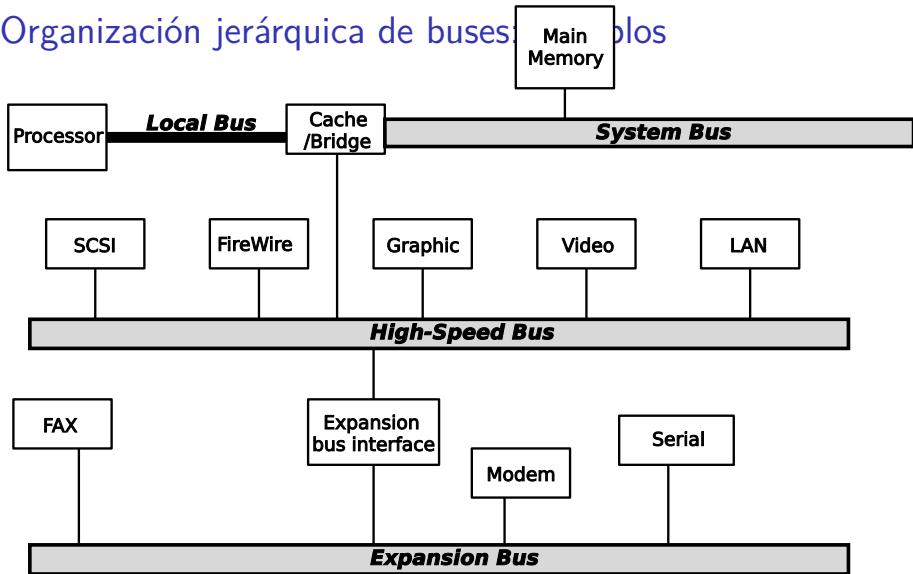 Organización jerárquica de buses:
Main
Memory
Processor
Local Bus
Cache
/Bridge
System Bus
SCSI
FireWire
Graphic
Video
LAN
High-Speed Bus
FAX
Expansion
bus interface
Modem
Serial
Expansion Bus